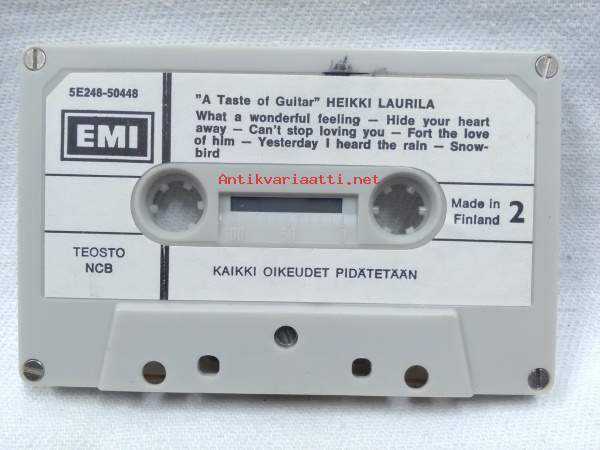 5E248-50448
EMI
"A Taste of Guitar" HEIKKI LAURILA
What a wonderful feeling — Hide your heart
away — Can't stop loving you — Fort the love
of him — Yesterday I heard the rain — Snow-
bird
Antikvariaatti.net
Made in
Finland 2
TEOSTO
NCB
KAIKKI OIKEUDET PIDÄTETÄÄN